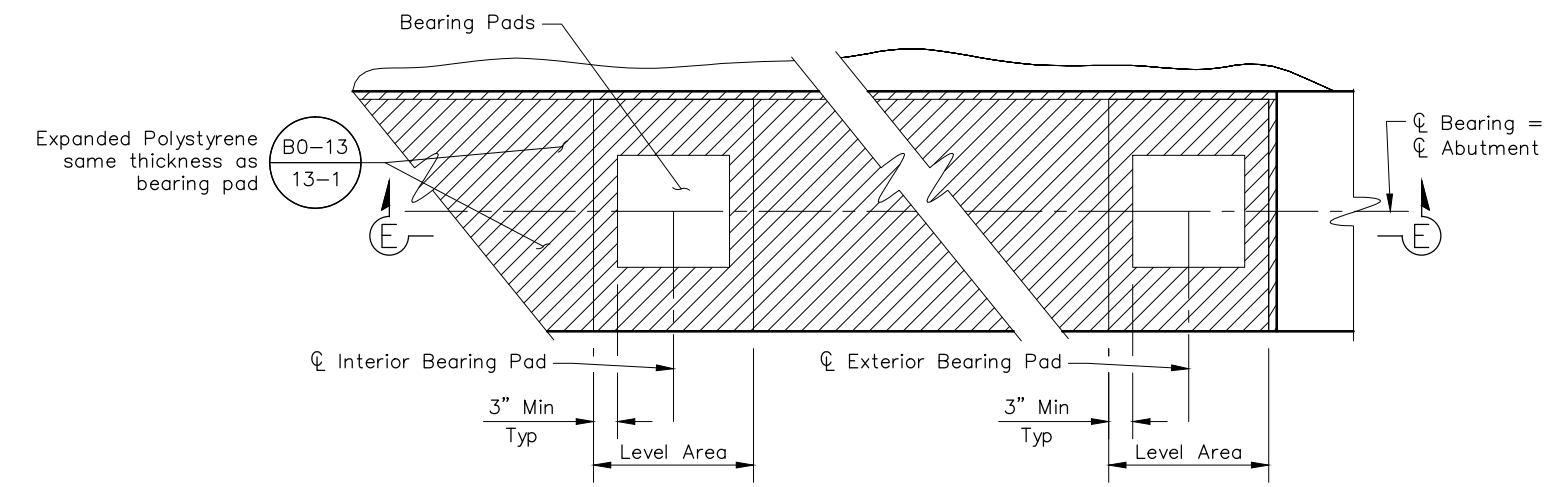 Bearing Pads
Expanded Polystyrene
same thickness as
bearing pad
B0-13
13-1
℄ Bearing =
℄ Abutment
E
E
℄ Interior Bearing Pad
℄ Exterior Bearing Pad
3" Min
Typ
3" Min
Typ
Level Area
Level Area